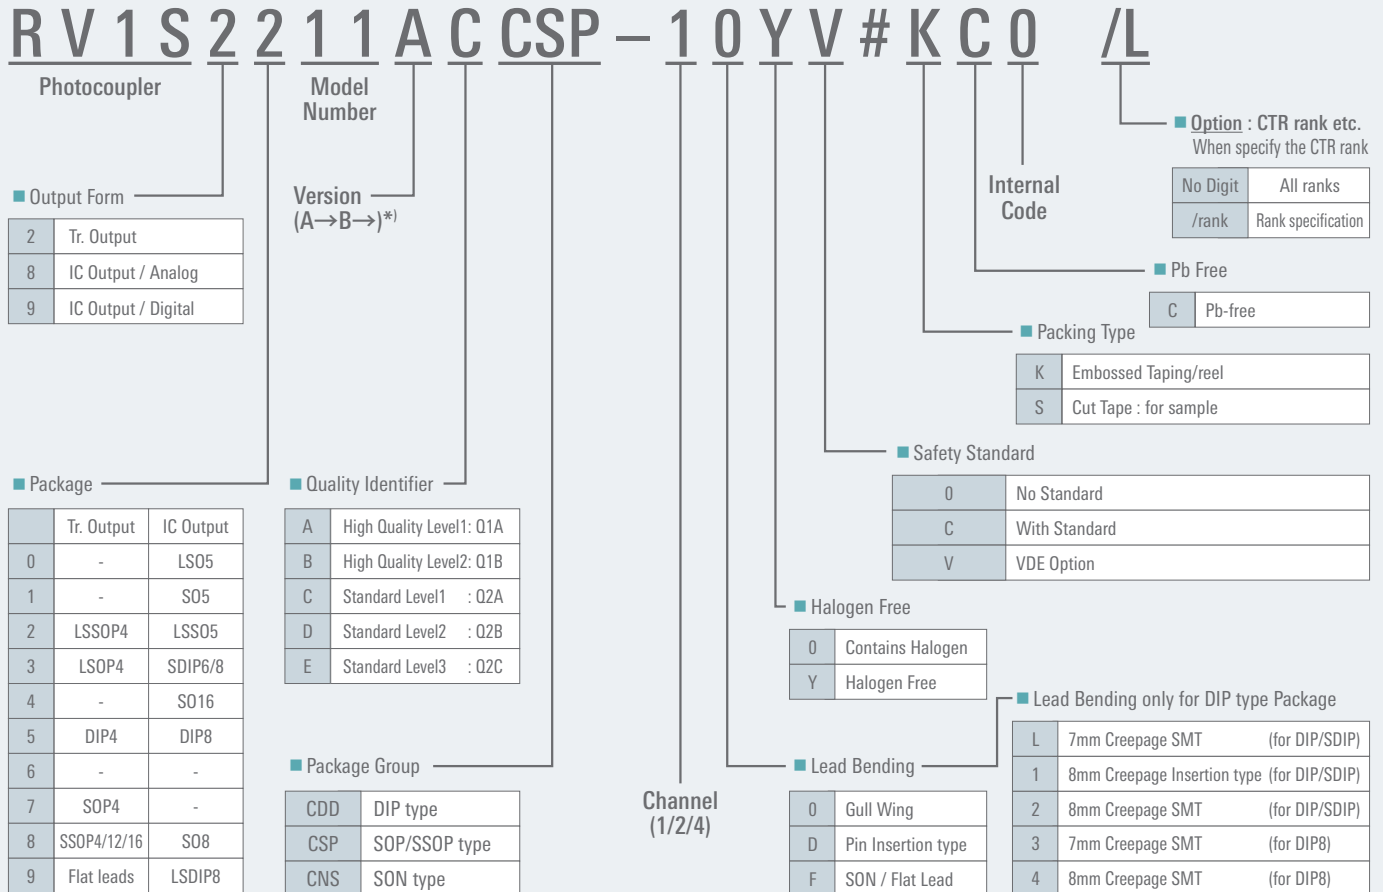 RV1S2211ACCSP–10YV#KC0 /L
Photocoupler
Model
Number
■ Option : CTR rank etc.
When specify the CTR rank
No Digit All ranks
/rank Rank specification
Internal
Code
■ Output Form
2 Tr. Output
8 IC Output / Analog
9 IC Output / Digital
Version
(A→B→)*)
■ Pb Free
C Pb-free
■ Packing Type
K Embossed Taping/reel
S Cut Tape : for sample
■ Safety Standard
0 No Standard
C With Standard
V VDE Option
■ Package
Tr. Output IC Output
0 - LSO5
1 - SO5
2 LSSOP4 LSSO5
3 LSOP4 SDIP6/8
4 - SO16
5 DIP4 DIP8
6 - -
7 SOP4 -
8 SSOP4/12/16 SO8
9 Flat leads LSDIP8
■ Quality Identifier
A High Quality Level1: Q1A
B High Quality Level2: Q1B
C Standard Level1 : Q2A
D Standard Level2 : Q2B
E Standard Level3 : Q2C
■ Halogen Free
0 Contains Halogen
Y Halogen Free
■ Package Group
CDD DIP type
CSP SOP/SSOP type
CNS SON type
Channel
(1/2/4)
■ Lead Bending
0 Gull Wing
D Pin Insertion type
F SON / Flat Lead
■ Lead Bending only for DIP type Package
L 7mm Creepage SMT (for DIP/SDIP)
1 8mm Creepage Insertion type (for DIP/SDIP)
2 8mm Creepage SMT (for DIP/SDIP)
3 7mm Creepage SMT (for DIP8)
4 8mm Creepage SMT (for DIP8)